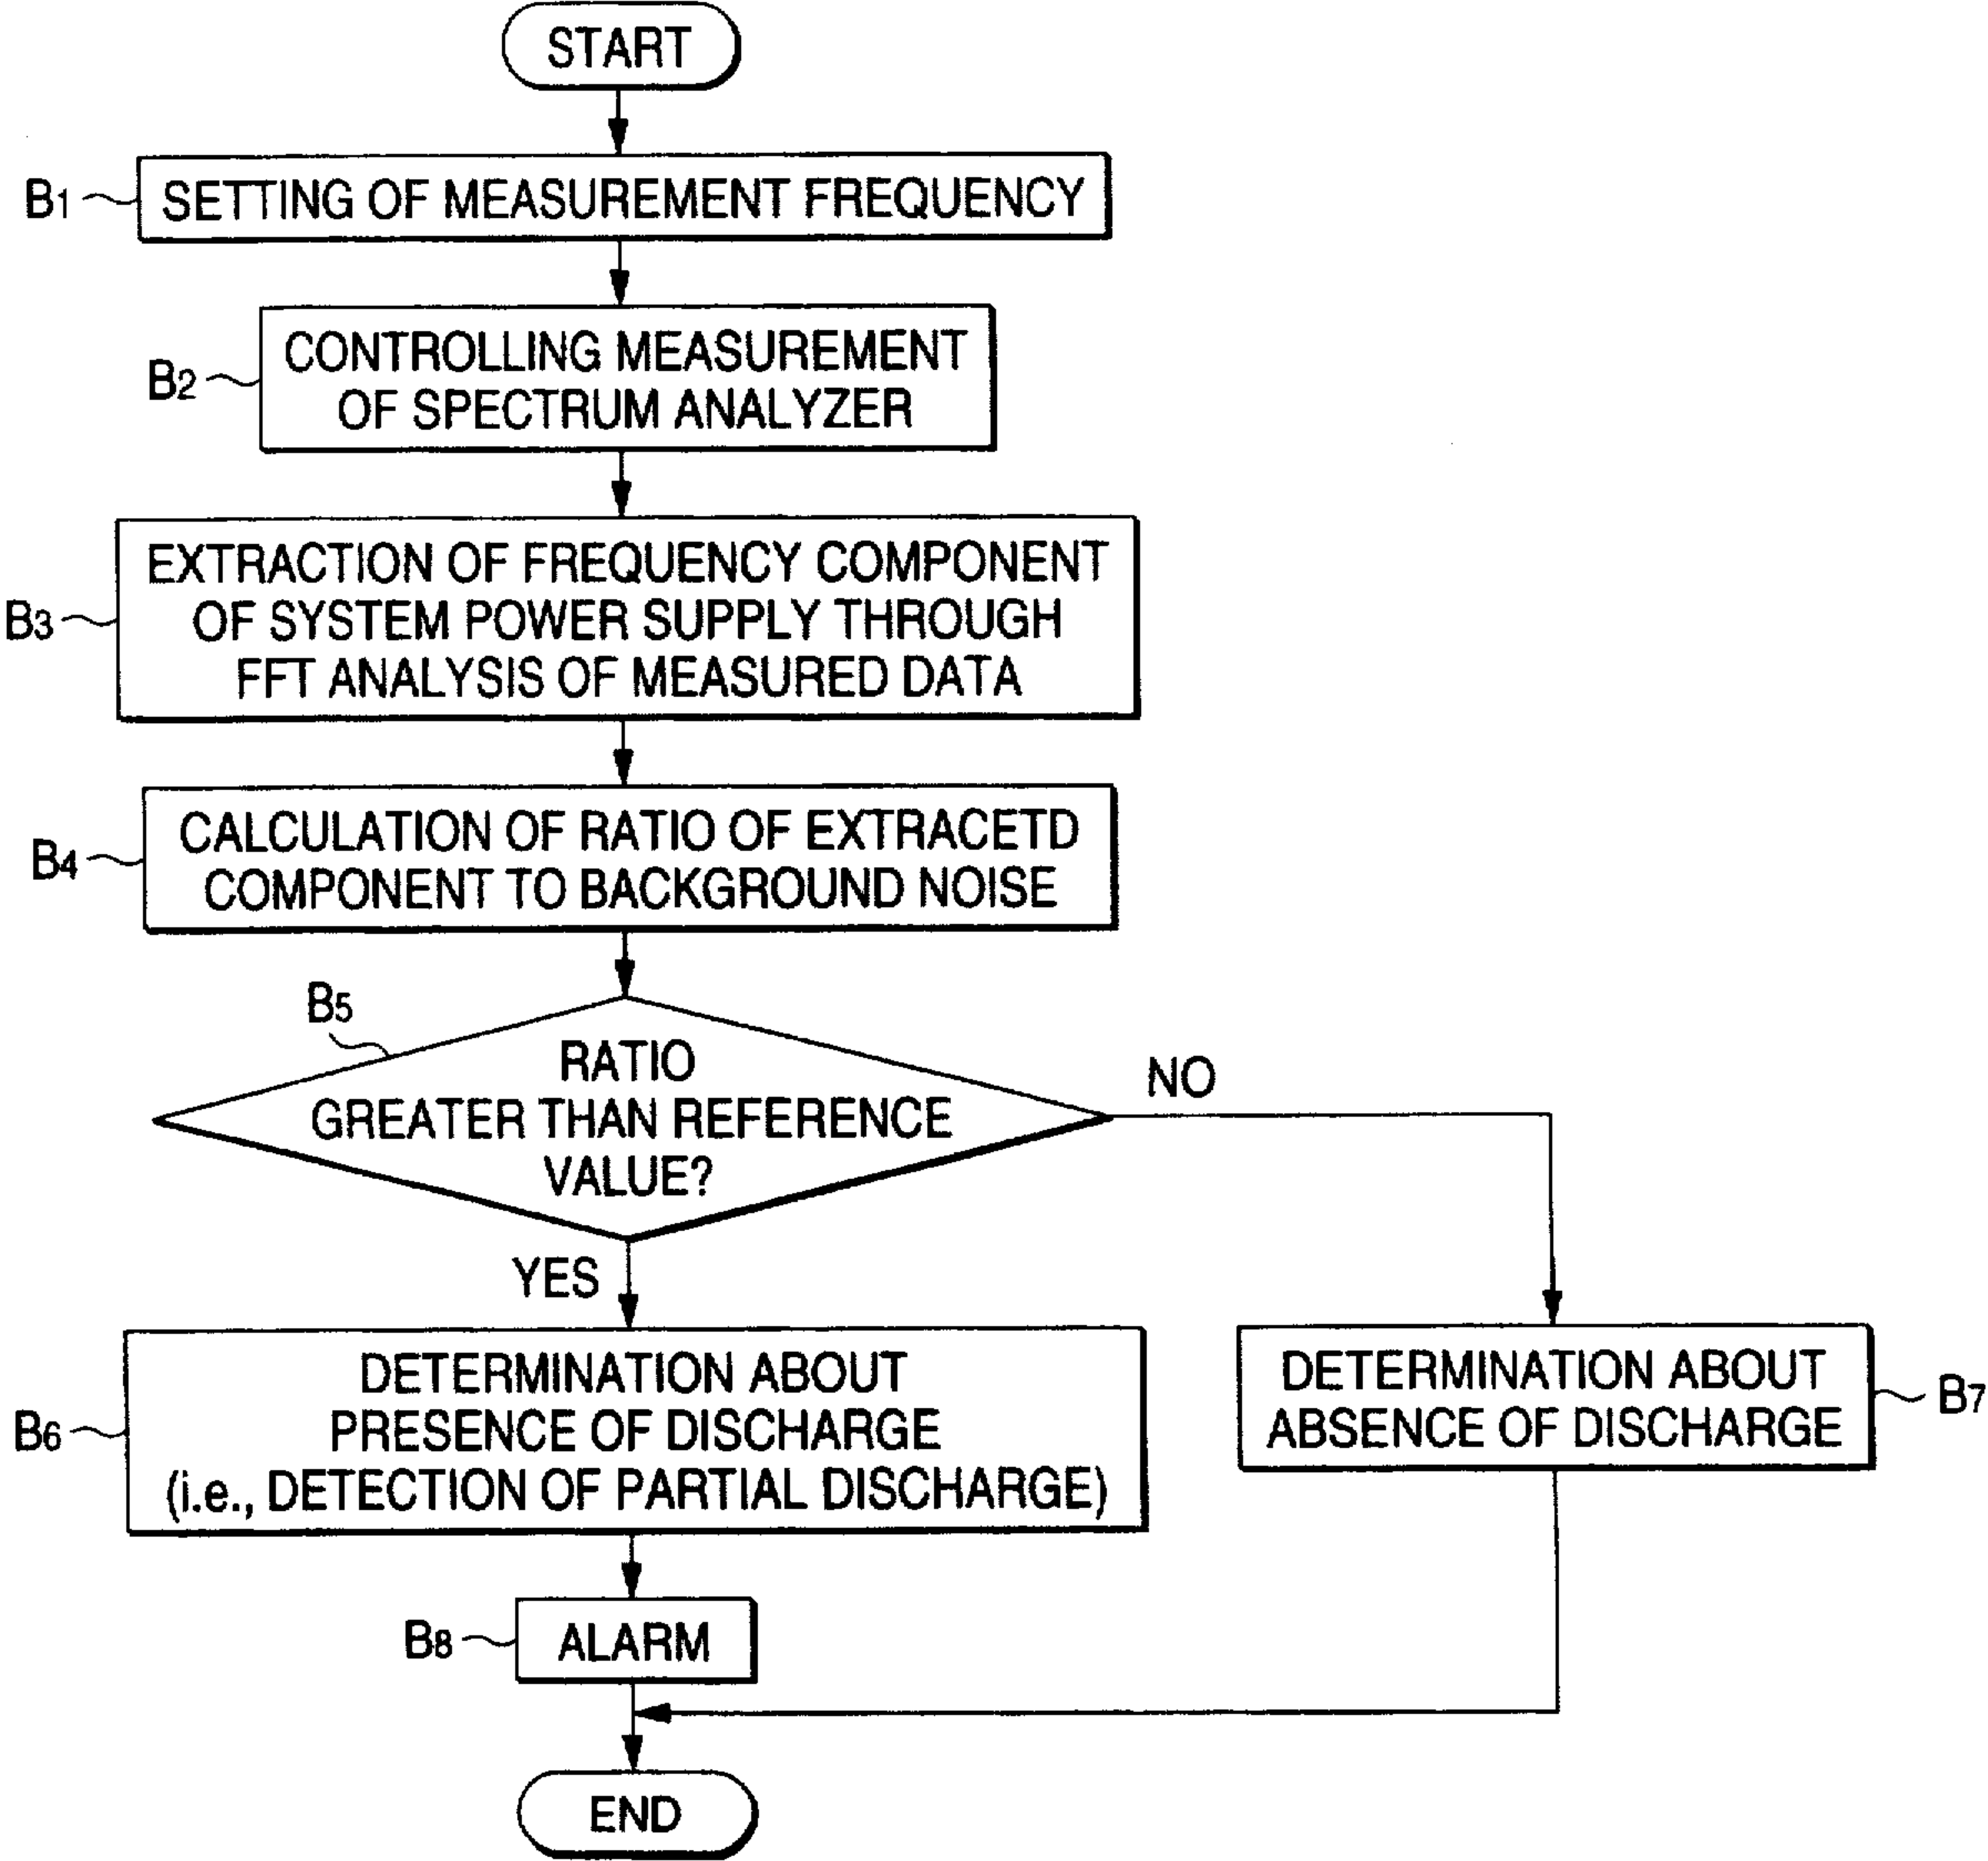 START
B1
SETTING OF MEASUREMENT FREQUENCY
B2
CONTROLLING MEASUREMENT
OF SPECTRUM ANALYZER
B3
EXTRACTION OF FREQUENCY COMPONENT
OF SYSTEM POWER SUPPLY THROUGH
FFT ANALYSIS OF MEASURED DATA
B4
CALCULATION OF RATIO OF EXTRACETD
COMPONENT TO BACKGROUND NOISE
B5
RATIO
GREATER THAN REFERENCE
VALUE?
NO
YES
B6
DETERMINATION ABOUT
PRESENCE OF DISCHARGE
(i.e., DETECTION OF PARTIAL DISCHARGE)
DETERMINATION ABOUT
ABSENCE OF DISCHARGE
B7
B8
ALARM
END